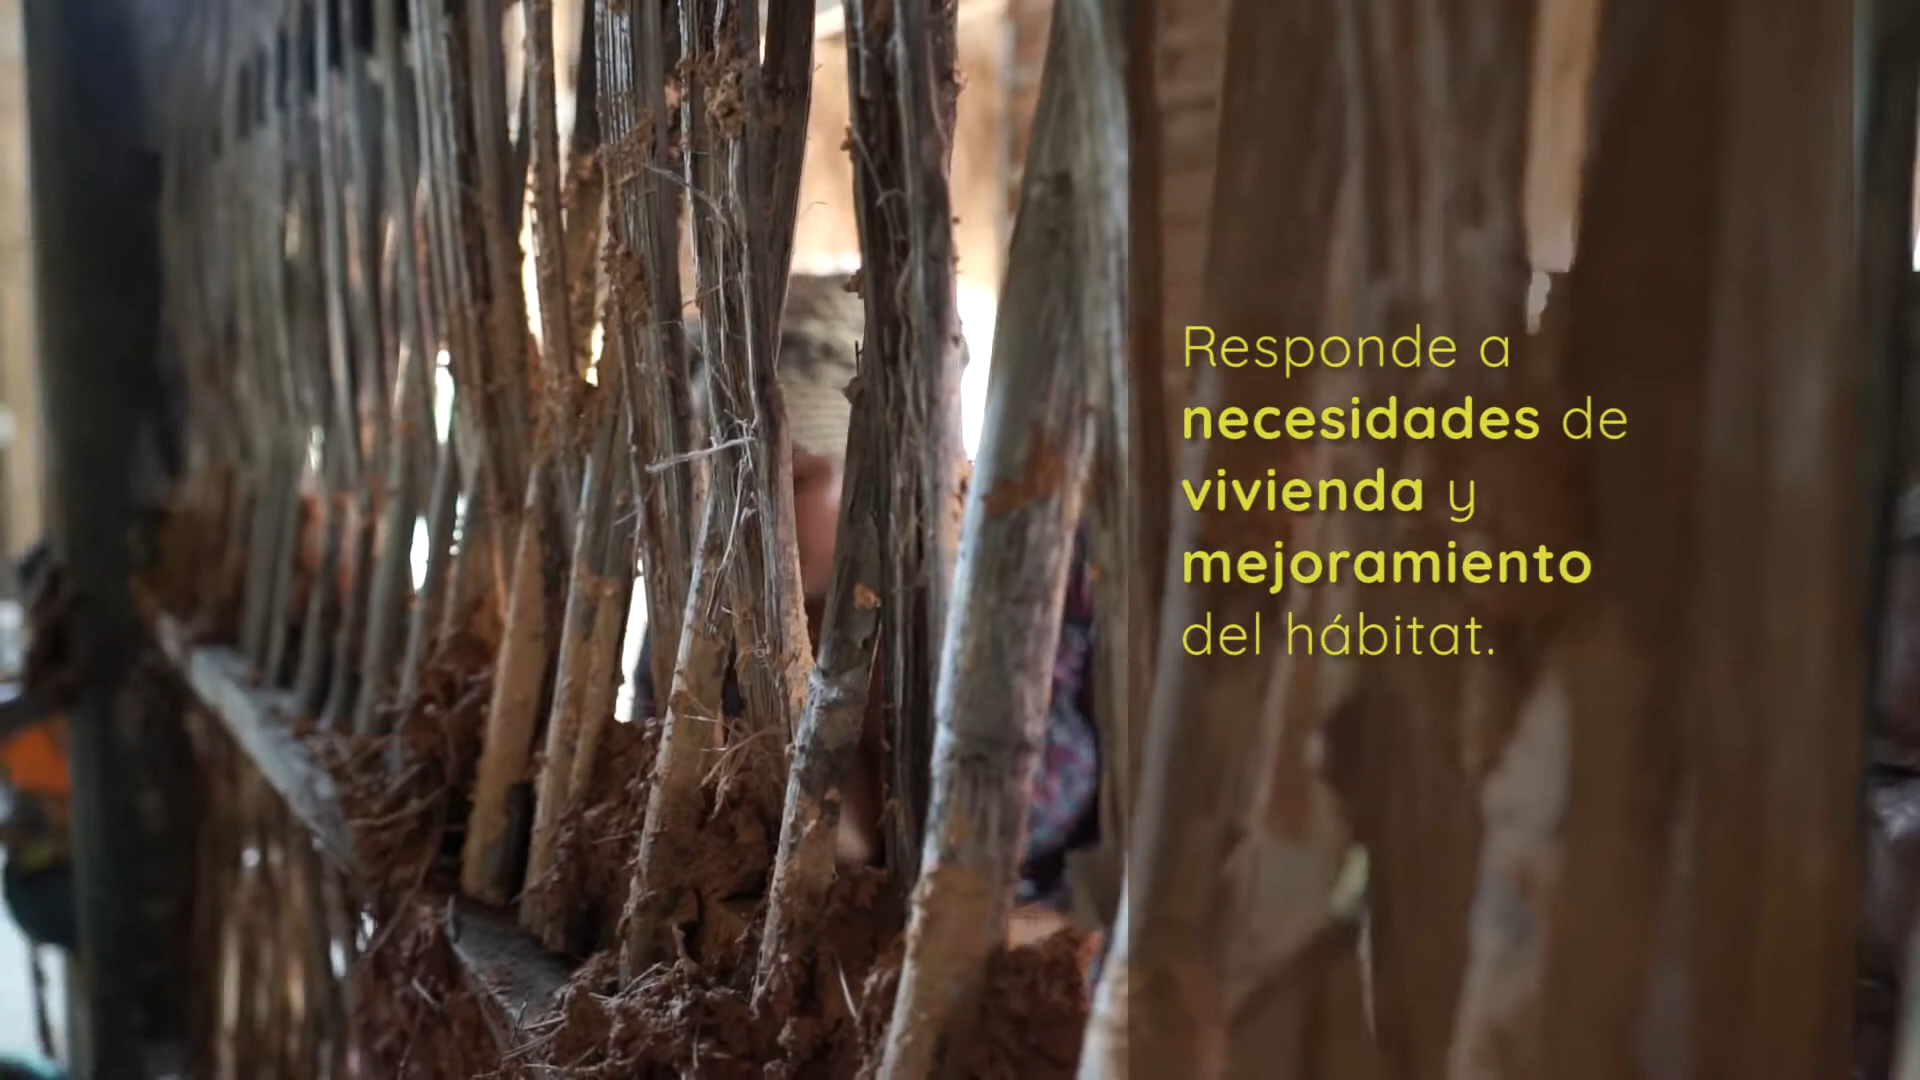 Responde a
necesidades de
vivienda y
mejoramiento
del hábitat.